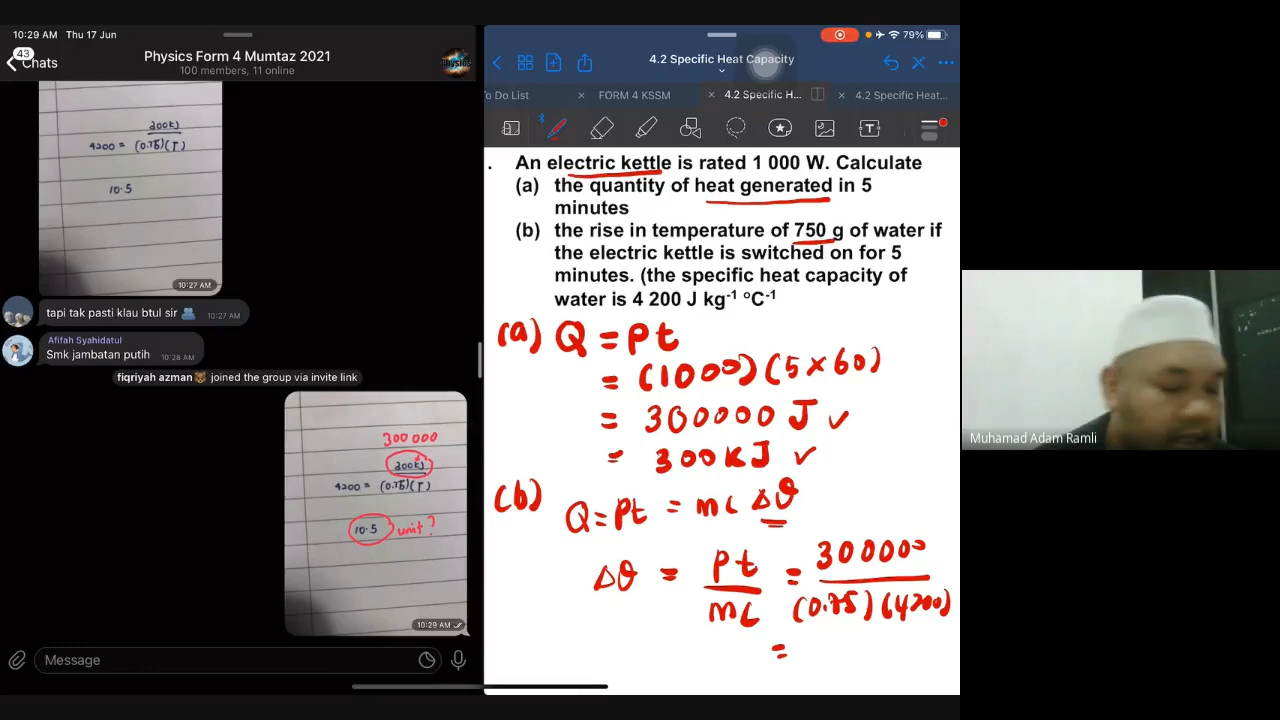 10:29 AM Thu 17 Jun
43
Chats
Physics Form 4 Mumtaz 2021
100 members, 11 online
4200 = (0.75)(T)
10.5
10:27 AM
tapi tak pasti klau btul sir
10:27 AM
Afifah Syahidatul
Smk jambatan putih 10:28 AM
fiqriyah azman joined the group via invite link
300 000
4200 = (0.75)(T)
10.5 unit?
10:29 AM
Message
79%
4.2 Specific Heat Capacity
To Do List
FORM 4 KSSM
4.2 Specific H...
4.2 Specific Heat...
. An electric kettle is rated 1 000 W. Calculate
(a) the quantity of heat generated in 5
minutes
(b) the rise in temperature of 750 g of water if
the electric kettle is switched on for 5
minutes. (the specific heat capacity of
water is 4 200 J kg⁻¹ °C⁻¹
(a) Q = Pt
= (1000)(5×60)
= 300000 J ✓
= 300KJ ✓
(b) Q = Pt = mc Δθ
Δθ = Pt / mc = 300000 / (0.75)(4200)
=
Muhamad Adam Ramli